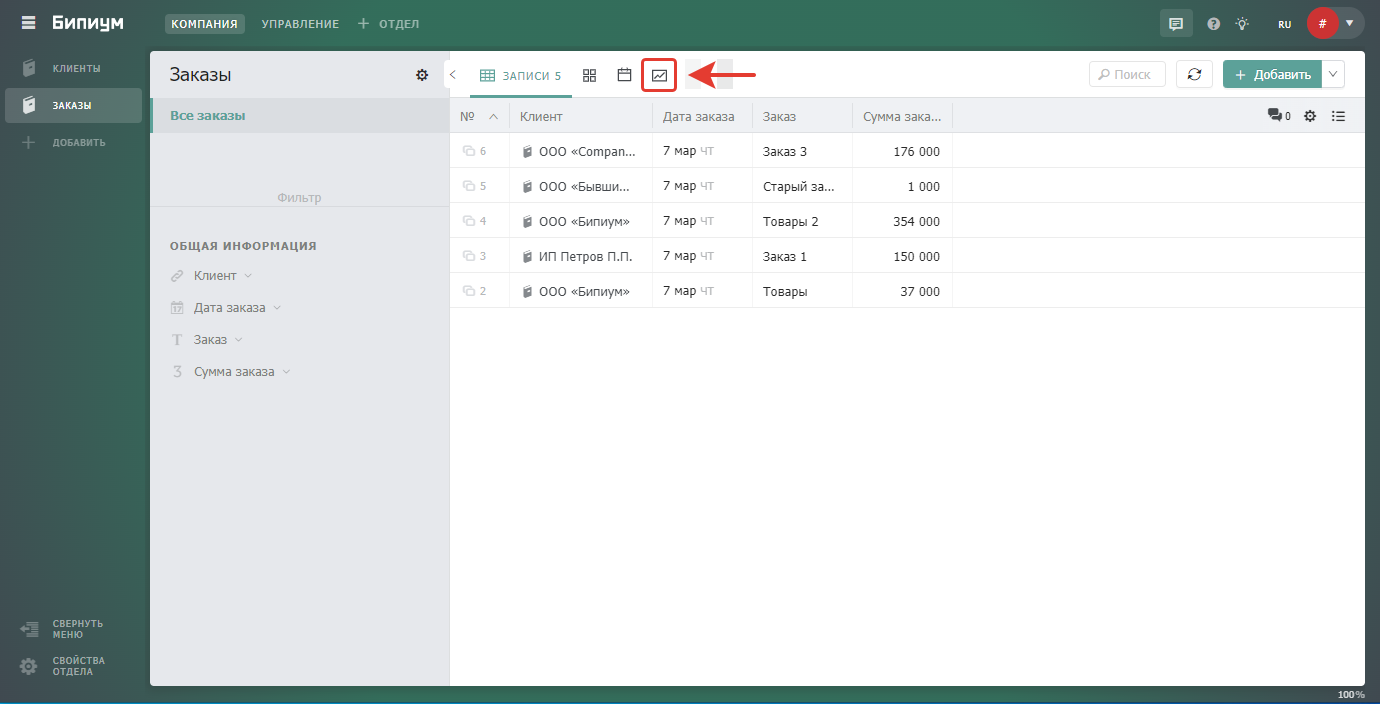 Бипиум
КОМПАНИЯ УПРАВЛЕНИЕ + ОТДЕЛ
RU #
КЛИЕНТЫ
ЗАКАЗЫ
ДОБАВИТЬ
СВЕРНУТЬ
МЕНЮ
СВОЙСТВА
ОТДЕЛА
Заказы
Все заказы
Фильтр
ОБЩАЯ ИНФОРМАЦИЯ
Клиент
17 Дата заказа
T Заказ
3 Сумма заказа
ЗАПИСИ 5
Поиск
+ Добавить
№ Клиент Дата заказа Заказ Сумма зака... 0
6 ООО «Compan... 7 мар ЧТ Заказ 3 176 000
5 ООО «Бывши... 7 мар ЧТ Старый за... 1 000
4 ООО «Бипиум» 7 мар ЧТ Товары 2 354 000
3 ИП Петров П.П. 7 мар ЧТ Заказ 1 150 000
2 ООО «Бипиум» 7 мар ЧТ Товары 37 000
100%